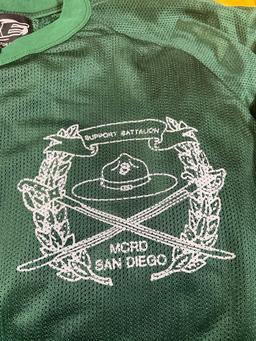 SUPPORT BATTALION
MCRD
SAN DIEGO